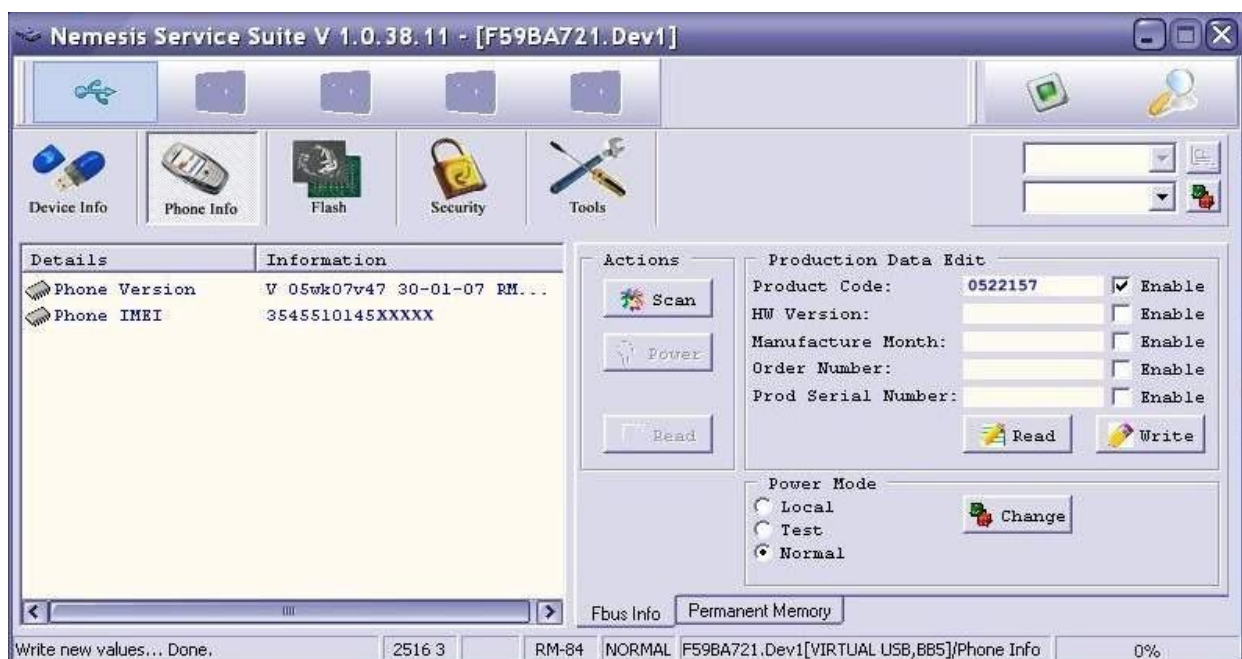 Nemesis Service Suite V 1.0.38.11 - [F59BA721.Dev1]
Device Info
Phone Info
Flash
Security
Tools
Details Information
Phone Version V 05wk07v47 30-01-07 RM...
Phone IMEI 3545510145XXXXX
Actions
Scan
Power
Read
Production Data Edit
Product Code: 0522157 Enable
HW Version: Enable
Manufacture Month: Enable
Order Number: Enable
Prod Serial Number: Enable
Read Write
Power Mode
Local
Test
Normal
Change
Fbus Info Permanent Memory
Write new values... Done. 2516 3 RM-84 NORMAL F59BA721.Dev1[VIRTUAL USB,BB5]/Phone Info 0%